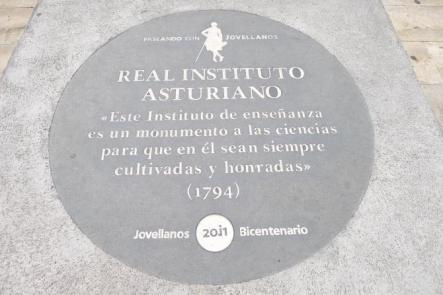 PASEANDO CON JOVELLANOS
REAL INSTITUTO
ASTURIANO
«Este Instituto de enseñanza
es un monumento a las ciencias
para que en él sean siempre
cultivadas y honradas»
(1794)
Jovellanos 2011 Bicentenario